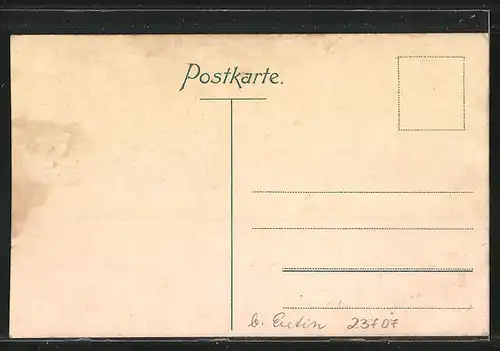 Postkarte.
b. Eutin 23707